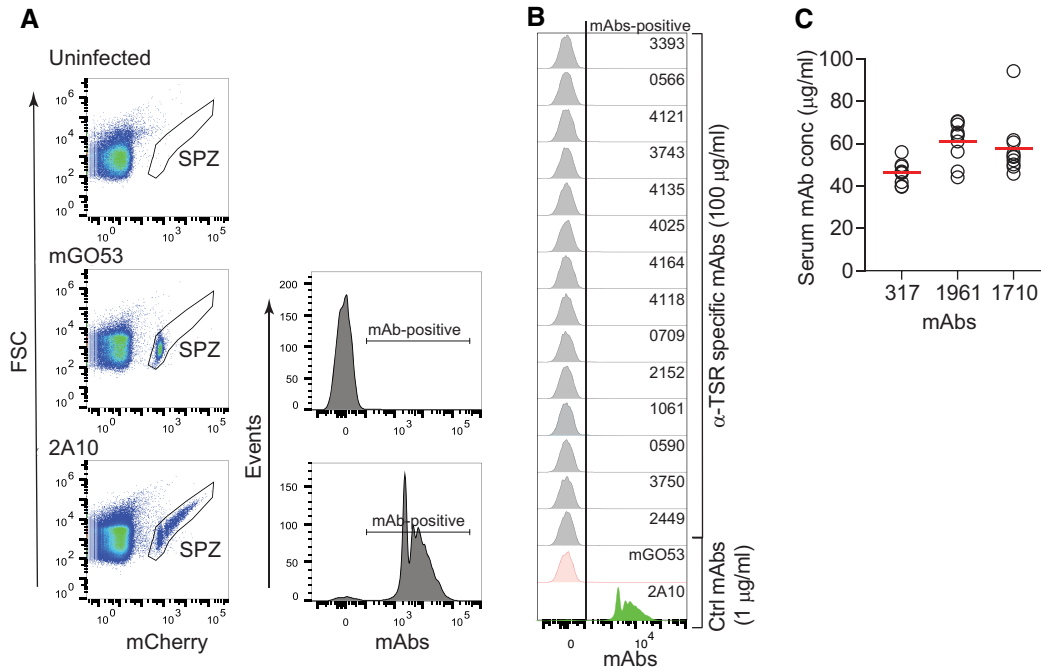 A
Uninfected
10^6
10^4
10^2
10^0
SPZ
10^0
10^3
10^5
mGO53
10^6
10^4
10^2
10^0
SPZ
10^0
10^3
10^5
2A10
10^6
10^4
10^2
10^0
SPZ
10^0
10^3
10^5
FSC
mCherry
200
150
100
50
0
mAb-positive
0
10^3
10^5
150
100
50
0
mAb-positive
0
10^3
10^5
Events
mAbs
B
mAbs-positive
3393
0566
4121
3743
4135
4025
4164
4118
0709
2152
1061
0590
3750
2449
mGO53
2A10
0
10^4
mAbs
α-TSR specific mAbs (100 µg/ml)
Ctrl mAbs
(1 µg/ml)
C
Serum mAb conc (µg/ml)
100
80
60
40
20
0
317 1961 1710
mAbs